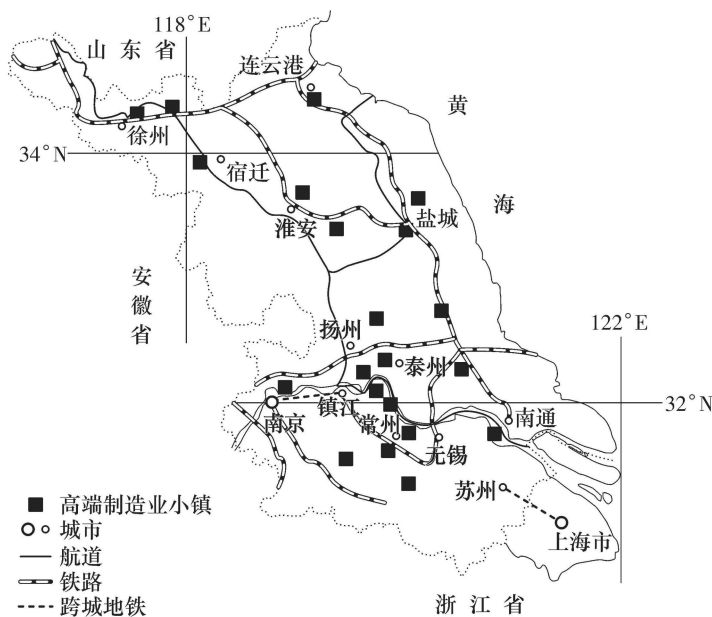 118°E
山东省
连云港
黄
徐州
34°N
宿迁
海
淮安
盐城
安
徽
省
122°E
扬州
泰州
镇江
32°N
南京
常州
南通
无锡
苏州
上海市
浙江省
高端制造业小镇
城市
航道
铁路
跨城地铁